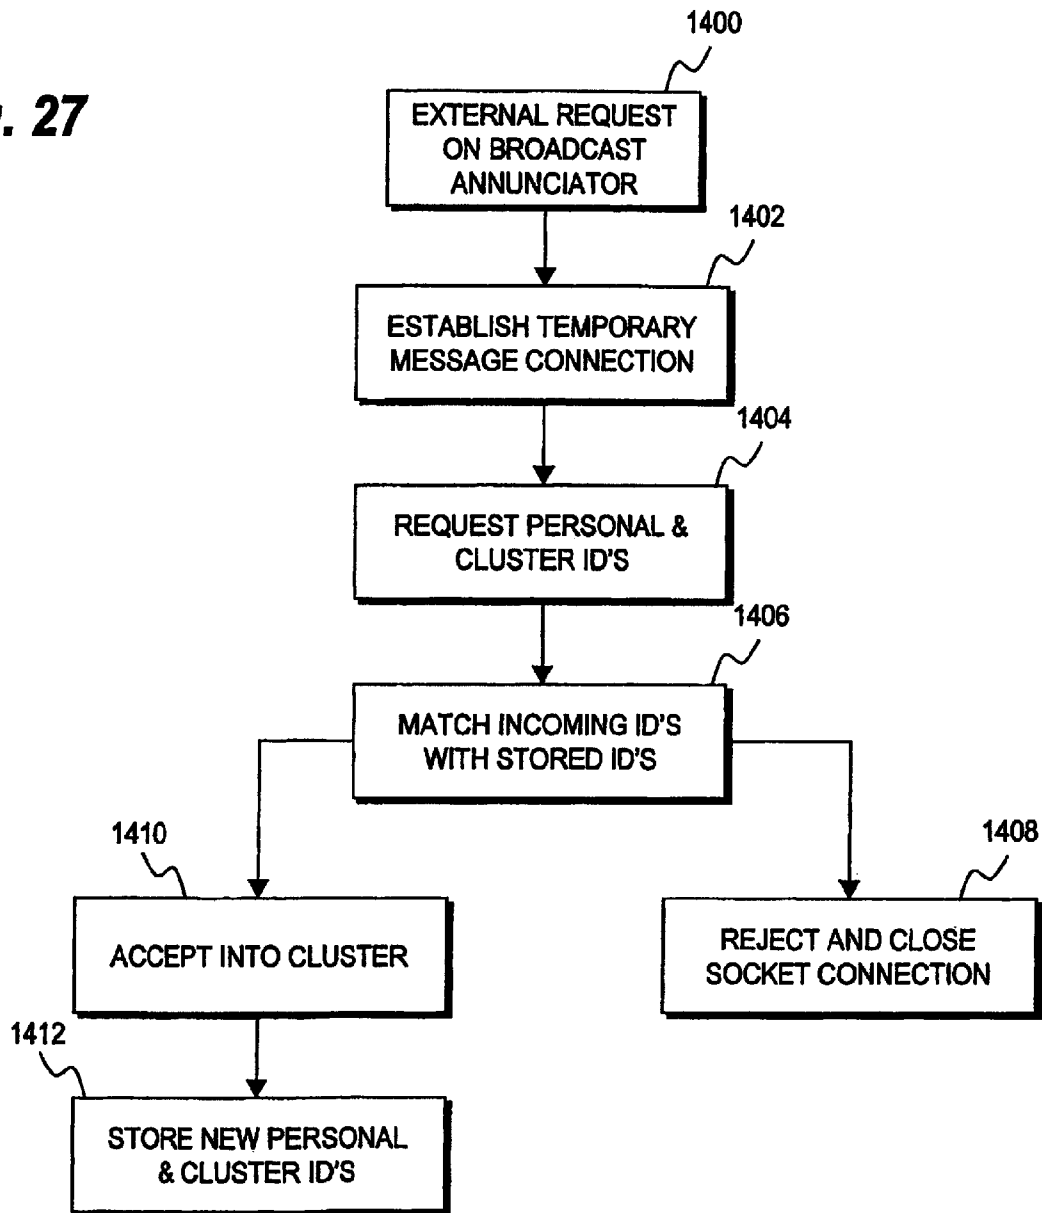 . 27
1400
EXTERNAL REQUEST
ON BROADCAST
ANNUNCIATOR
1402
ESTABLISH TEMPORARY
MESSAGE CONNECTION
1404
REQUEST PERSONAL &
CLUSTER ID'S
1406
MATCH INCOMING ID'S
WITH STORED ID'S
1410
ACCEPT INTO CLUSTER
1408
REJECT AND CLOSE
SOCKET CONNECTION
1412
STORE NEW PERSONAL
& CLUSTER ID'S